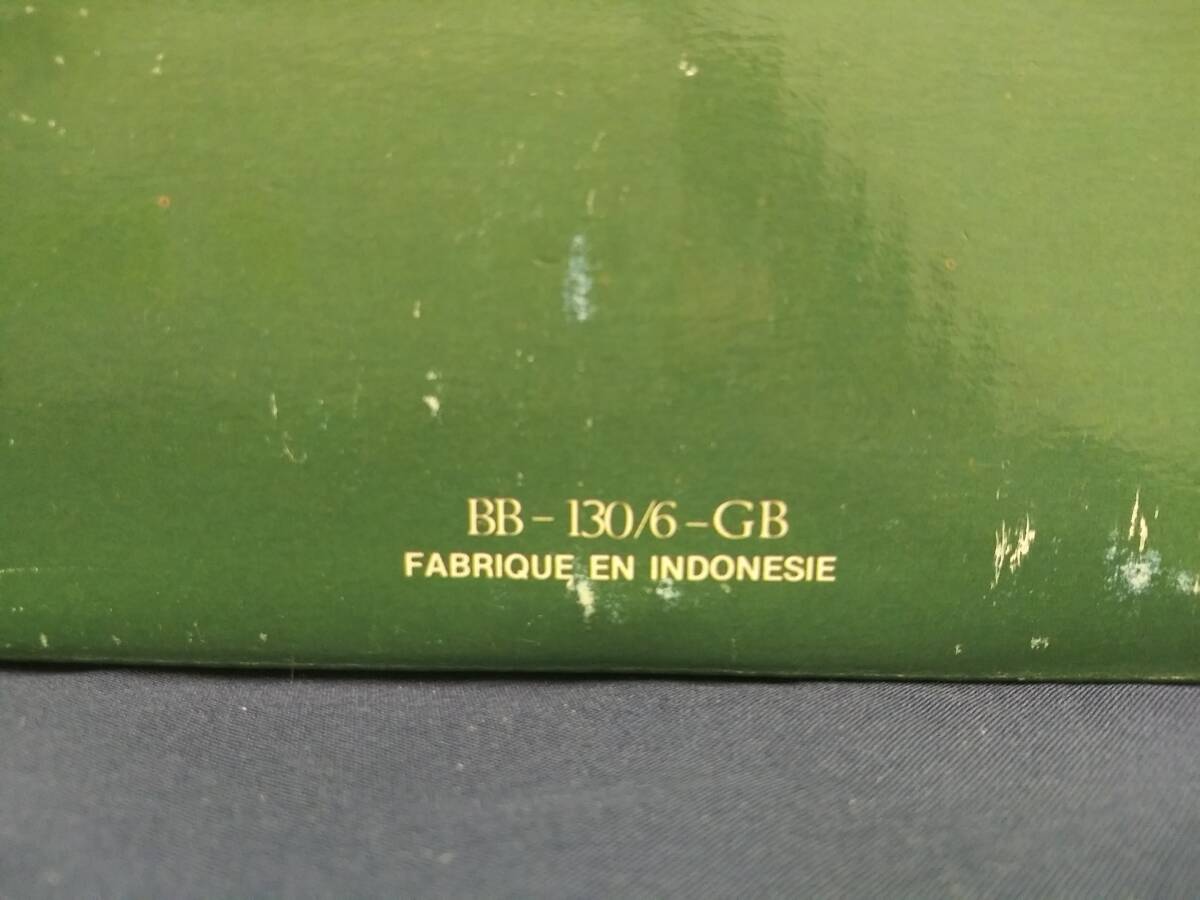 BB – 130/6 – GB
FABRIQUE EN INDONESIE